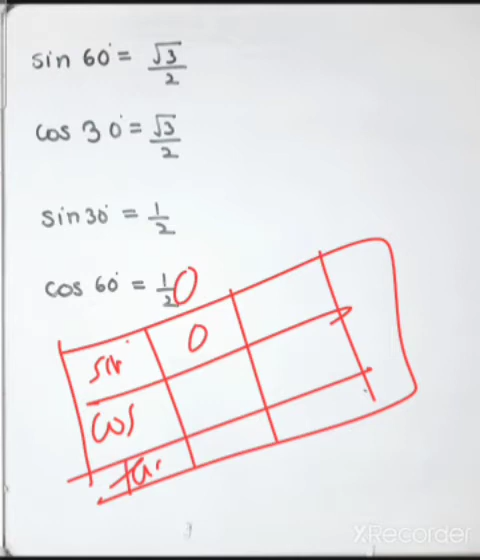 sin 60° = √3/2
cos 30° = √3/2
sin 30° = 1/2
cos 60° = 1/2
0
sin 0
cos
tan
XRecorder